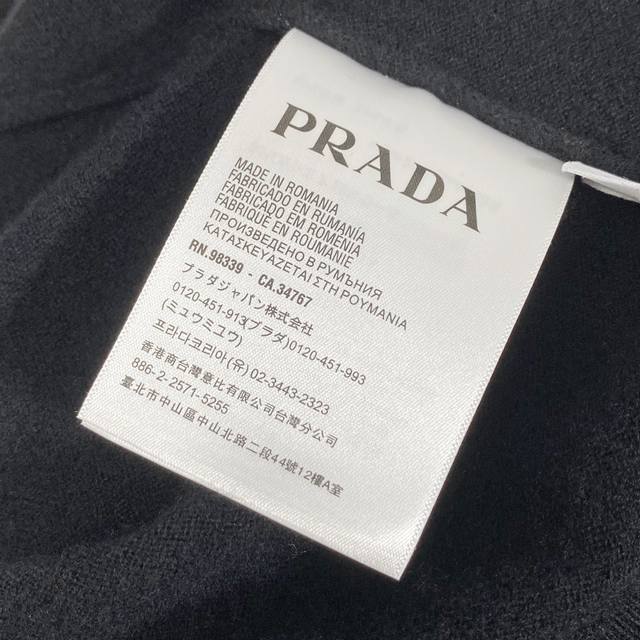 PRADA
MADE IN ROMANIA
FABRICADO EN RUMANÍA
FABRICADO EM ROMÉNIA
FABRIQUÉ EN ROUMANIE
ПРОИЗВЕДЕНО В РУМЪНИЯ
ΚΑΤΑΣΚΕΥΑΖΕΤΑΙ ΣΤΗ ΡΟΥΜΑΝΙΑ
RN.98339 - CA.34767
プラダジャパン株式会社
0120-451-913(プラダ)0120-451-993
(ミュウミュウ)
프라다코리아(유)02-3443-2323
香港商台灣慕比有限公司台灣分公司
886-2-2571-5255
臺北市中山區中山北路二段44號12樓A室